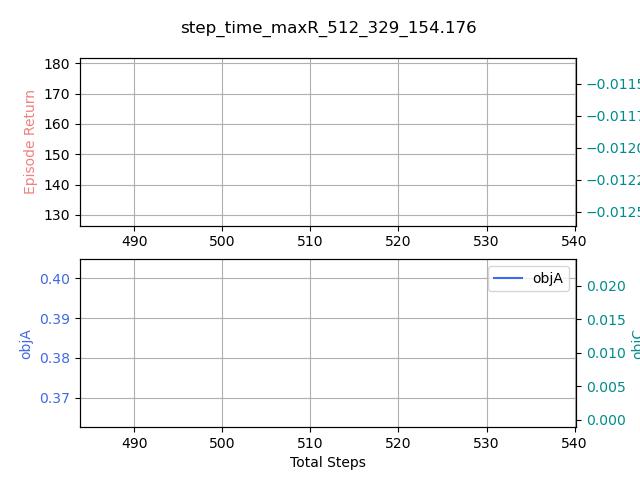 step_time_maxR_512_329_154.176
180
170
160
150
140
130
Episode Return
−0.0115
−0.0117
−0.0120
−0.0122
−0.0125
490 500 510 520 530 540
0.40
0.39
0.38
0.37
objA
objA
0.020
0.015
0.010
0.005
0.000
objC
490 500 510 520 530 540
Total Steps